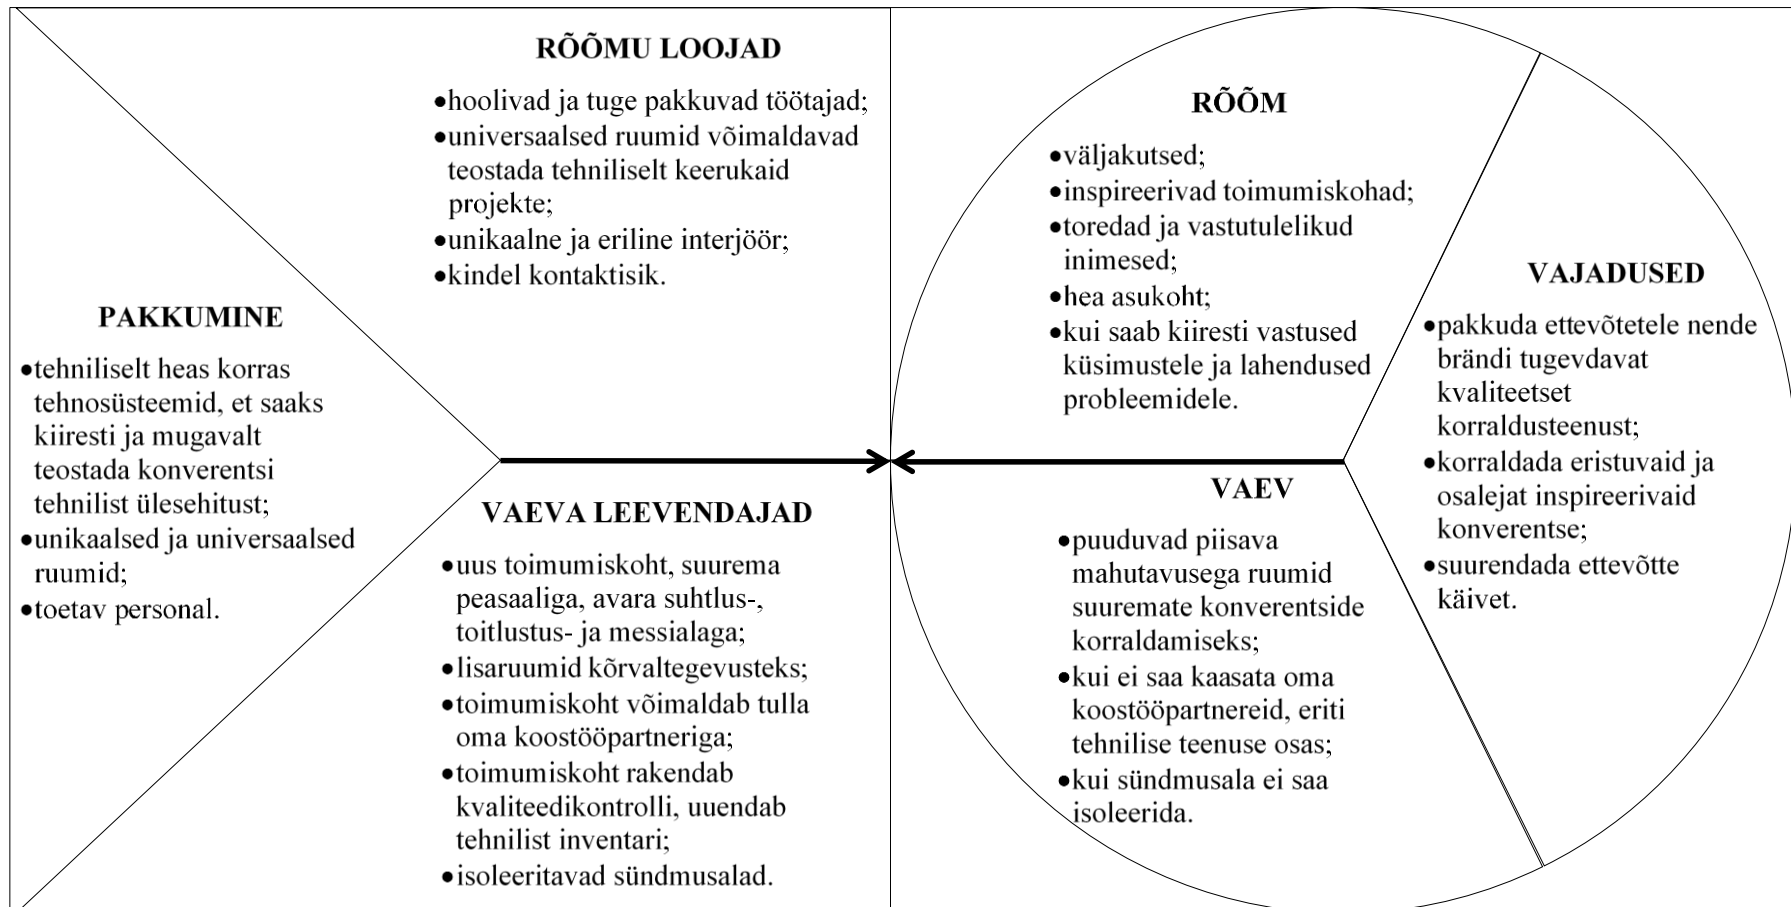 RÕÕMU LOOJAD
•hoolivad ja tuge pakkuvad töötajad;
•universaalsed ruumid võimaldavad
teostada tehniliselt keerukaid
projekte;
•unikaalne ja eriline interjöör;
•kindel kontaktisik.
PAKKUMINE
•tehniliselt heas korras
tehnosüsteemid, et saaks
kiiresti ja mugavalt
teostada konverentsi
tehnilist ülesehitust;
•unikaalsed ja universaalsed
ruumid;
•toetav personal.
VAEVA LEEVENDAJAD
•uus toimumiskoht, suurema
peasaaliga, avara suhtlus-,
toitlustus- ja messialaga;
•lisaruumid kõrvaltegevusteks;
•toimumiskoht võimaldab tulla
oma koostööpartneriga;
•toimumiskoht rakendab
kvaliteedikontrolli, uuendab
tehnilist inventari;
•isoleeritavad sündmusalad.
RÕÕM
•väljakutsed;
•inspireerivad toimumiskohad;
•toredad ja vastutulelikud
inimesed;
•hea asukoht;
•kui saab kiiresti vastused
küsimustele ja lahendused
probleemidele.
VAEV
•puuduvad piisava
mahutavusega ruumid
suuremate konverentside
korraldamiseks;
•kui ei saa kaasata oma
koostööpartnereid, eriti
tehnilise teenuse osas;
•kui sündmusala ei saa
isoleerida.
VAJADUSED
•pakkuda ettevõtetele nende
brändi tugevdavat
kvaliteetset
korraldusteenust;
•korraldada eristuvaid ja
osalejat inspireerivaid
konverentse;
•suurendada ettevõtte
käivet.